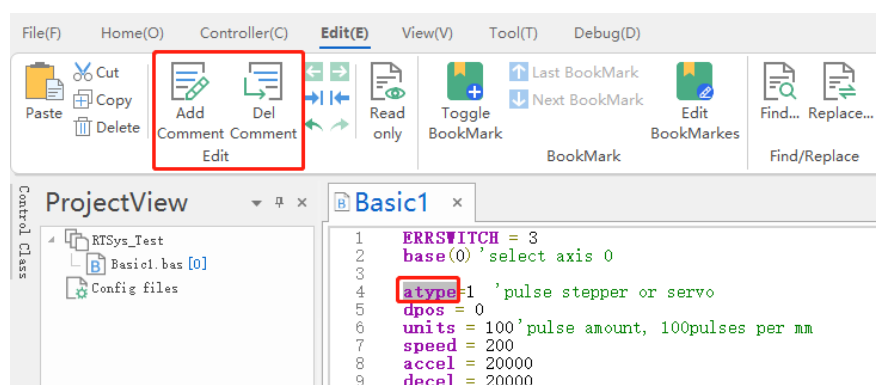 File(F) Home(O) Controller(C) Edit(E) View(V) Tool(T) Debug(D)
Paste
Cut
Copy
Delete
Add Comment
Del Comment
Edit
Read only
Toggle BookMark
Last BookMark
Next BookMark
Edit BookMarkes
BookMark
Find...
Replace...
Find/Replace
Control Class
ProjectView
RTSys_Test
Basic1.bas [0]
Config files
Basic1
1 ERRSWITCH = 3
2 base(0)'select axis 0
3
4 atype=1 'pulse stepper or servo
5 dpos = 0
6 units = 100'pulse amount, 100pulses per mm
7 speed = 200
8 accel = 20000
9 decel = 20000